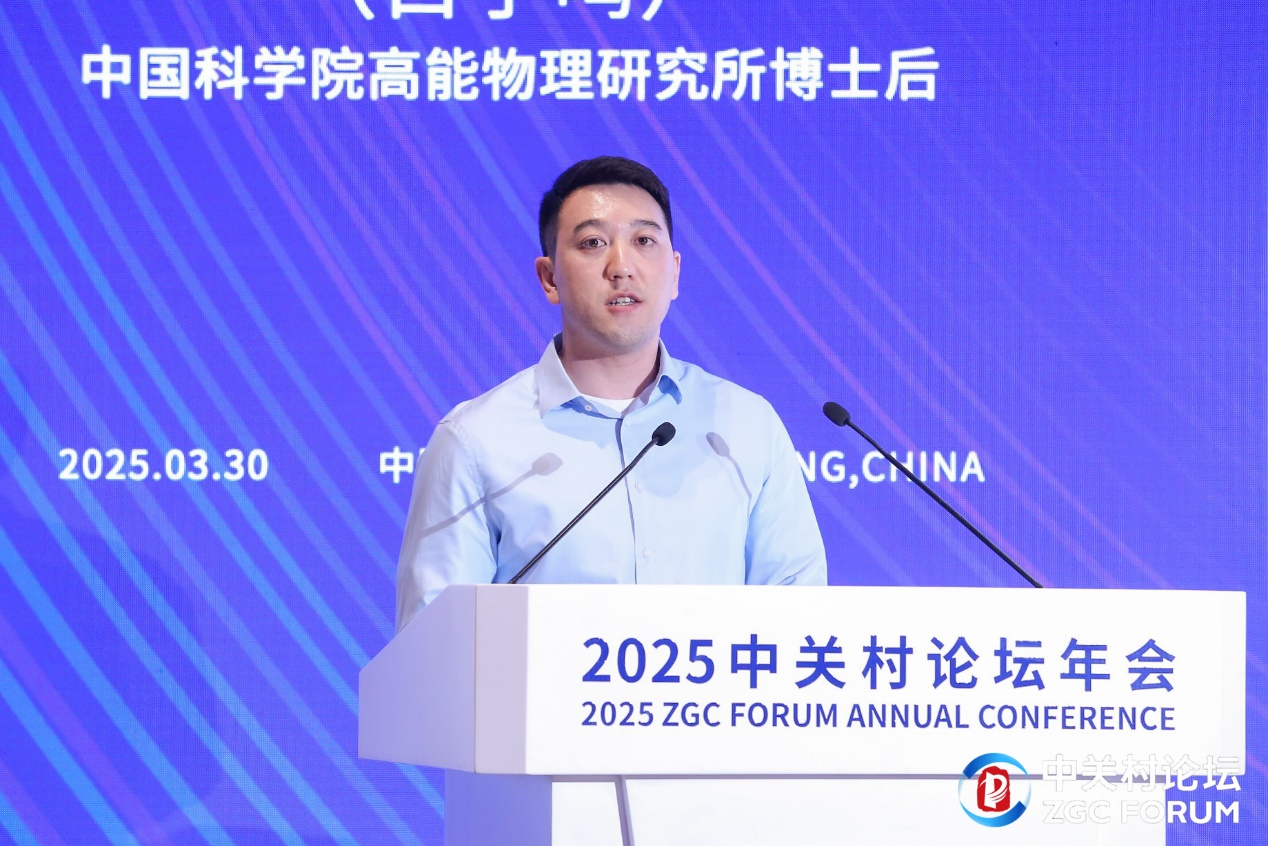 中国科学院高能物理研究所博士后
2025.03.30 中 NG,CHINA
2025中关村论坛年会
2025 ZGC FORUM ANNUAL CONFERENCE
中关村论坛
ZGC FORUM